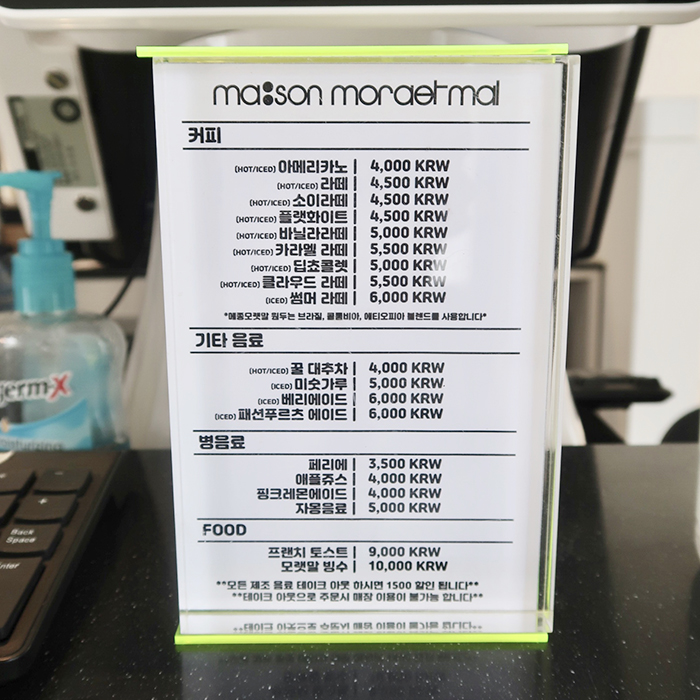 maison moraetmal
커피
(HOT/ICED) 아메리카노 | 4,000 KRW
(HOT/ICED) 라떼 | 4,500 KRW
(HOT/ICED) 소이라떼 | 4,500 KRW
(HOT/ICED) 플랫화이트 | 4,500 KRW
(HOT/ICED) 바닐라라떼 | 5,000 KRW
(HOT/ICED) 카라멜 라떼 | 5,500 KRW
(HOT/ICED) 딥쵸콜렛 | 5,000 KRW
(HOT/ICED) 클라우드 라떼 | 5,500 KRW
(ICED) 썸머 라떼 | 6,000 KRW
*메종모랫말 원두는 브라질, 콜롬비아, 에티오피아 블렌드를 사용합니다*
기타 음료
(HOT/ICED) 꿀 대추차 | 4,000 KRW
(ICED) 미숫가루 | 5,000 KRW
(ICED) 베리에이드 | 6,000 KRW
(ICED) 패션푸르츠 에이드 | 6,000 KRW
병음료
페리에 | 3,500 KRW
애플쥬스 | 4,000 KRW
핑크레몬에이드 | 4,000 KRW
자몽음료 | 5,000 KRW
FOOD
프랜치 토스트 | 9,000 KRW
모랫말 빙수 | 10,000 KRW
**모든 제조 음료 테이크 아웃 하시면 1500 할인 됩니다**
**테이크 아웃으로 주문시 매장 이용이 불가능 합니다**
germ-X
moisturizing
Back
Space
Enter